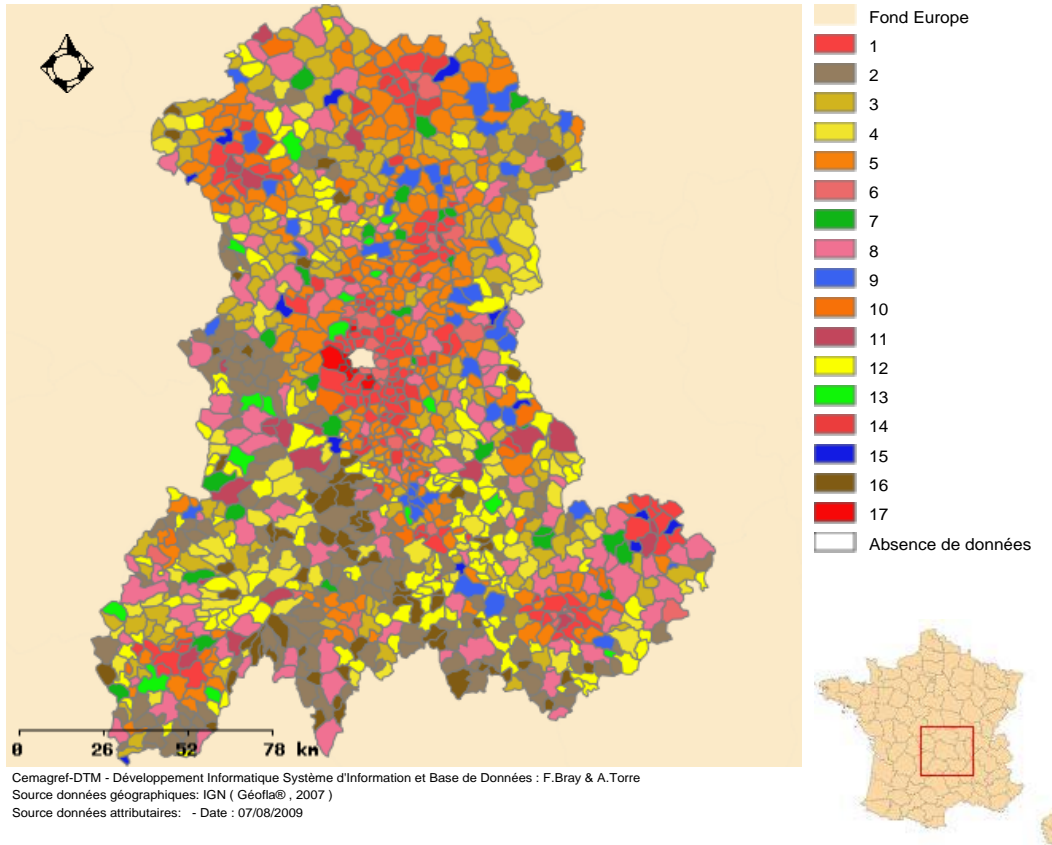 Fond Europe
1
2
3
4
5
6
7
8
9
10
11
12
13
14
15
16
17
Absence de données
0 26 52 78 km
Cemagref-DTM - Développement Informatique Système d'Information et Base de Données : F.Bray & A.Torre
Source données géographiques: IGN ( Géofla® , 2007 )
Source données attributaires: - Date : 07/08/2009